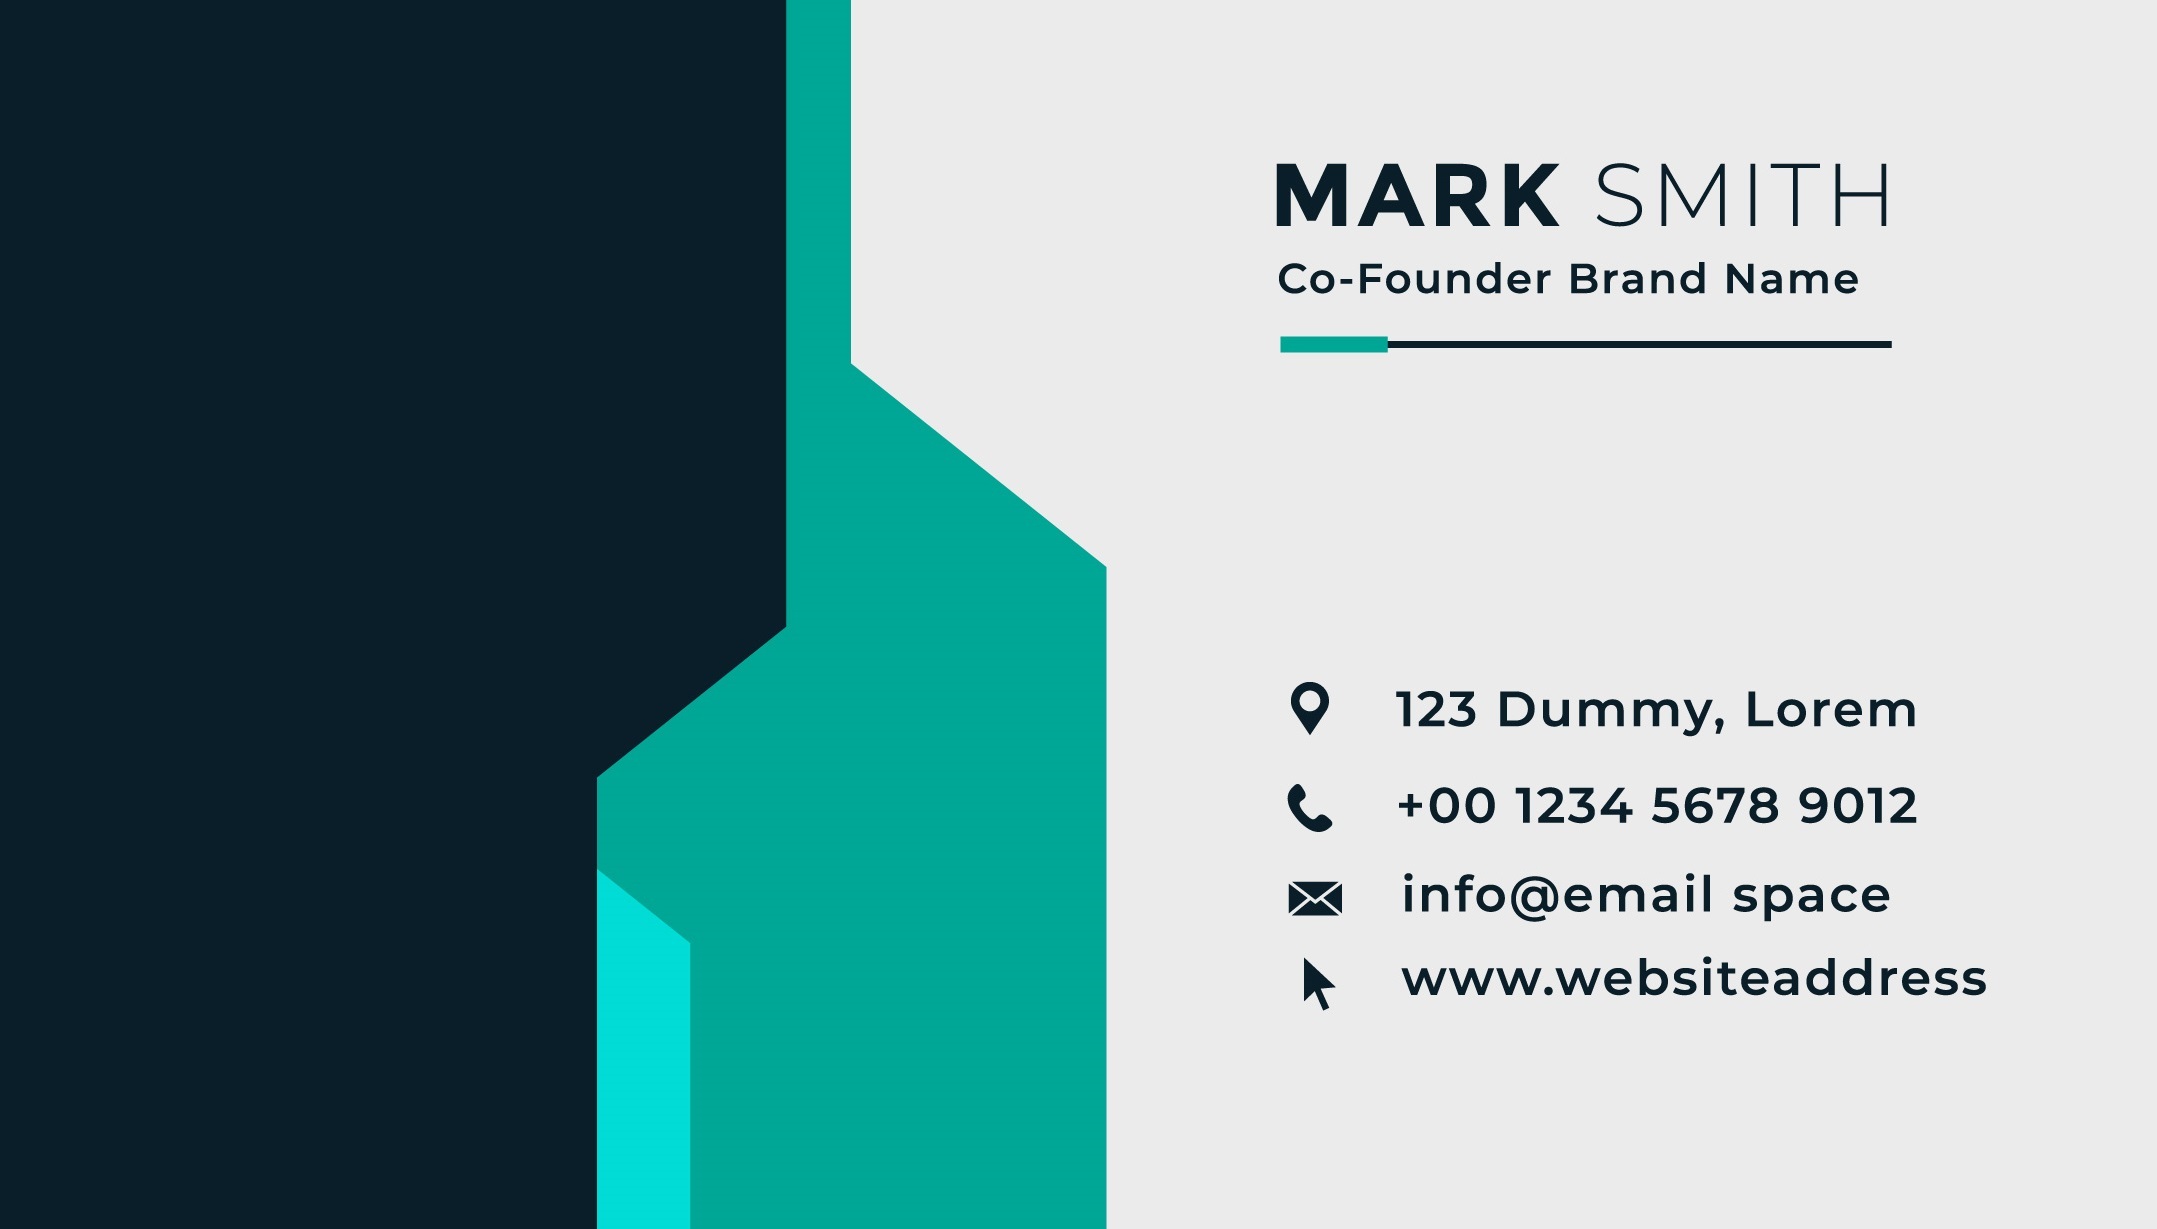 MARK SMITH
Co-Founder Brand Name
123 Dummy, Lorem
+00 1234 5678 9012
info@email space
www.websiteaddress